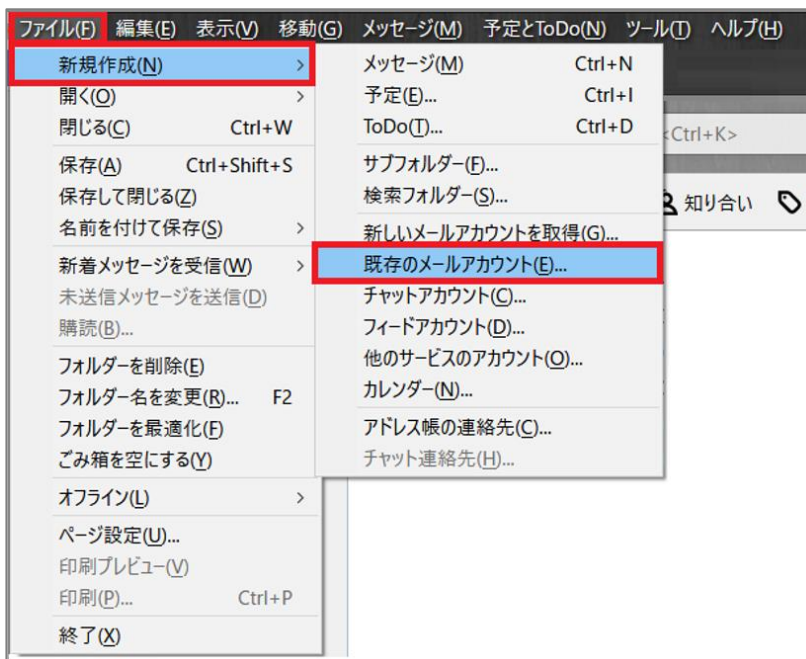 ファイル(F) 編集(E) 表示(V) 移動(G) メッセージ(M) 予定とToDo(N) ツール(T) ヘルプ(H)
新規作成(N) >
開く(O) >
閉じる(C) Ctrl+W
保存(A) Ctrl+Shift+S
保存して閉じる(Z)
名前を付けて保存(S) >
新着メッセージを受信(W) >
未送信メッセージを送信(D)
購読(B)...
フォルダーを削除(E)
フォルダー名を変更(R)... F2
フォルダーを最適化(F)
ごみ箱を空にする(Y)
オフライン(L) >
ページ設定(U)...
印刷プレビュー(V)
印刷(P)... Ctrl+P
終了(X)
メッセージ(M) Ctrl+N
予定(E)... Ctrl+I
ToDo(T)... Ctrl+D
サブフォルダー(F)...
検索フォルダー(S)...
新しいメールアカウントを取得(G)...
既存のメールアカウント(E)...
チャットアカウント(C)...
フィードアカウント(D)...
他のサービスのアカウント(O)...
カレンダー(N)...
アドレス帳の連絡先(C)...
チャット連絡先(H)...
<Ctrl+K>
知り合い